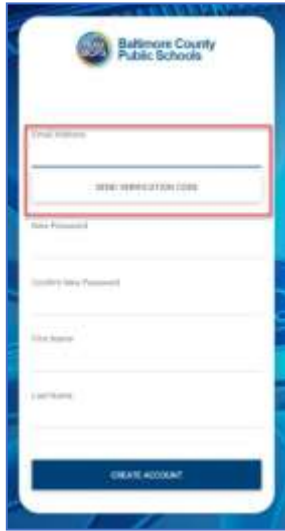 Baltimore County
Public Schools
Email Address
SEND VERIFICATION CODE
New Password
Confirm New Password
First Name
Last Name
CREATE ACCOUNT